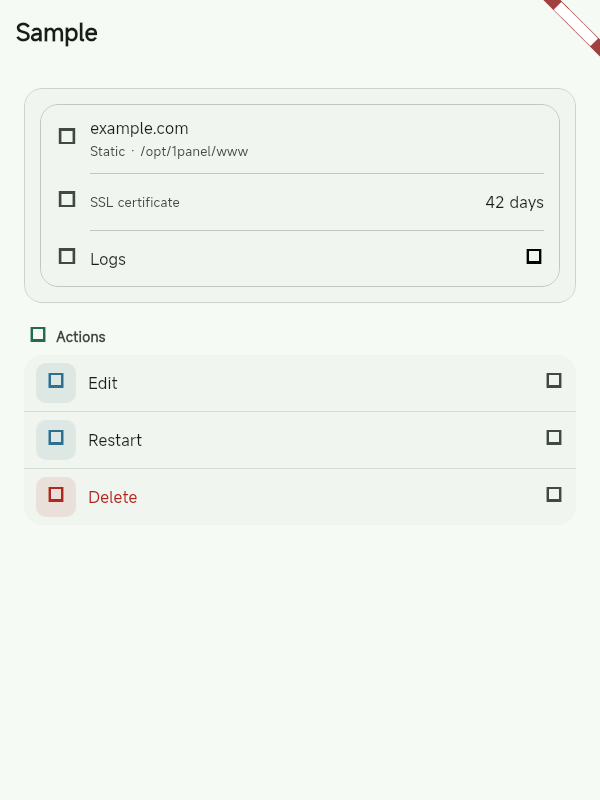 Sample
example.com
Static · /opt/1panel/www
SSL certificate
42 days
Logs
Actions
Edit
Restart
Delete